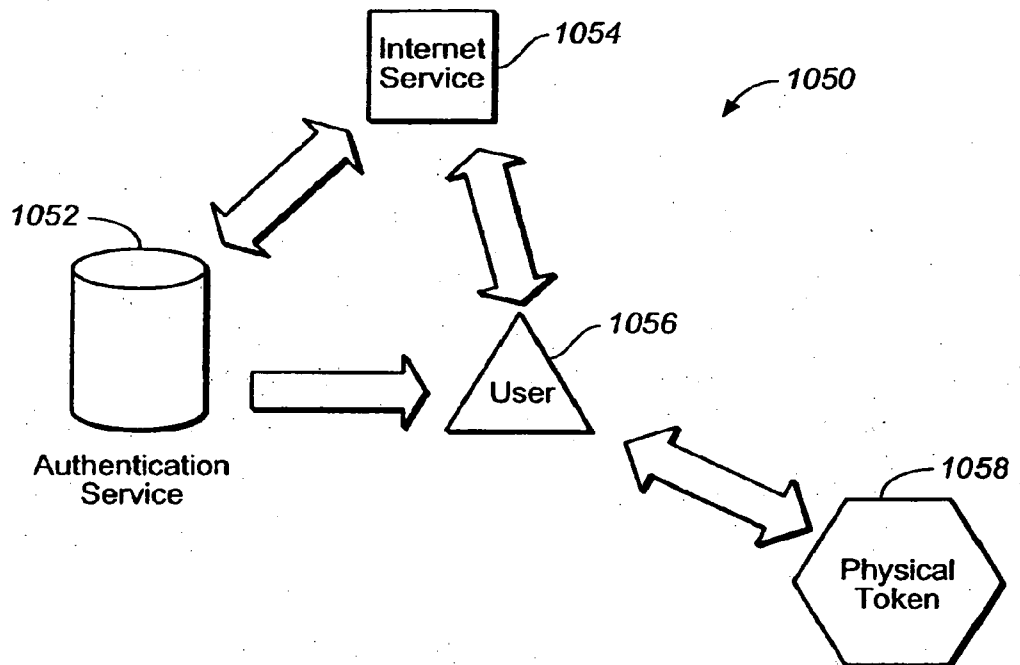 Internet
Service
1054
1050
1052
1056
User
Authentication
Service
1058
Physical
Token